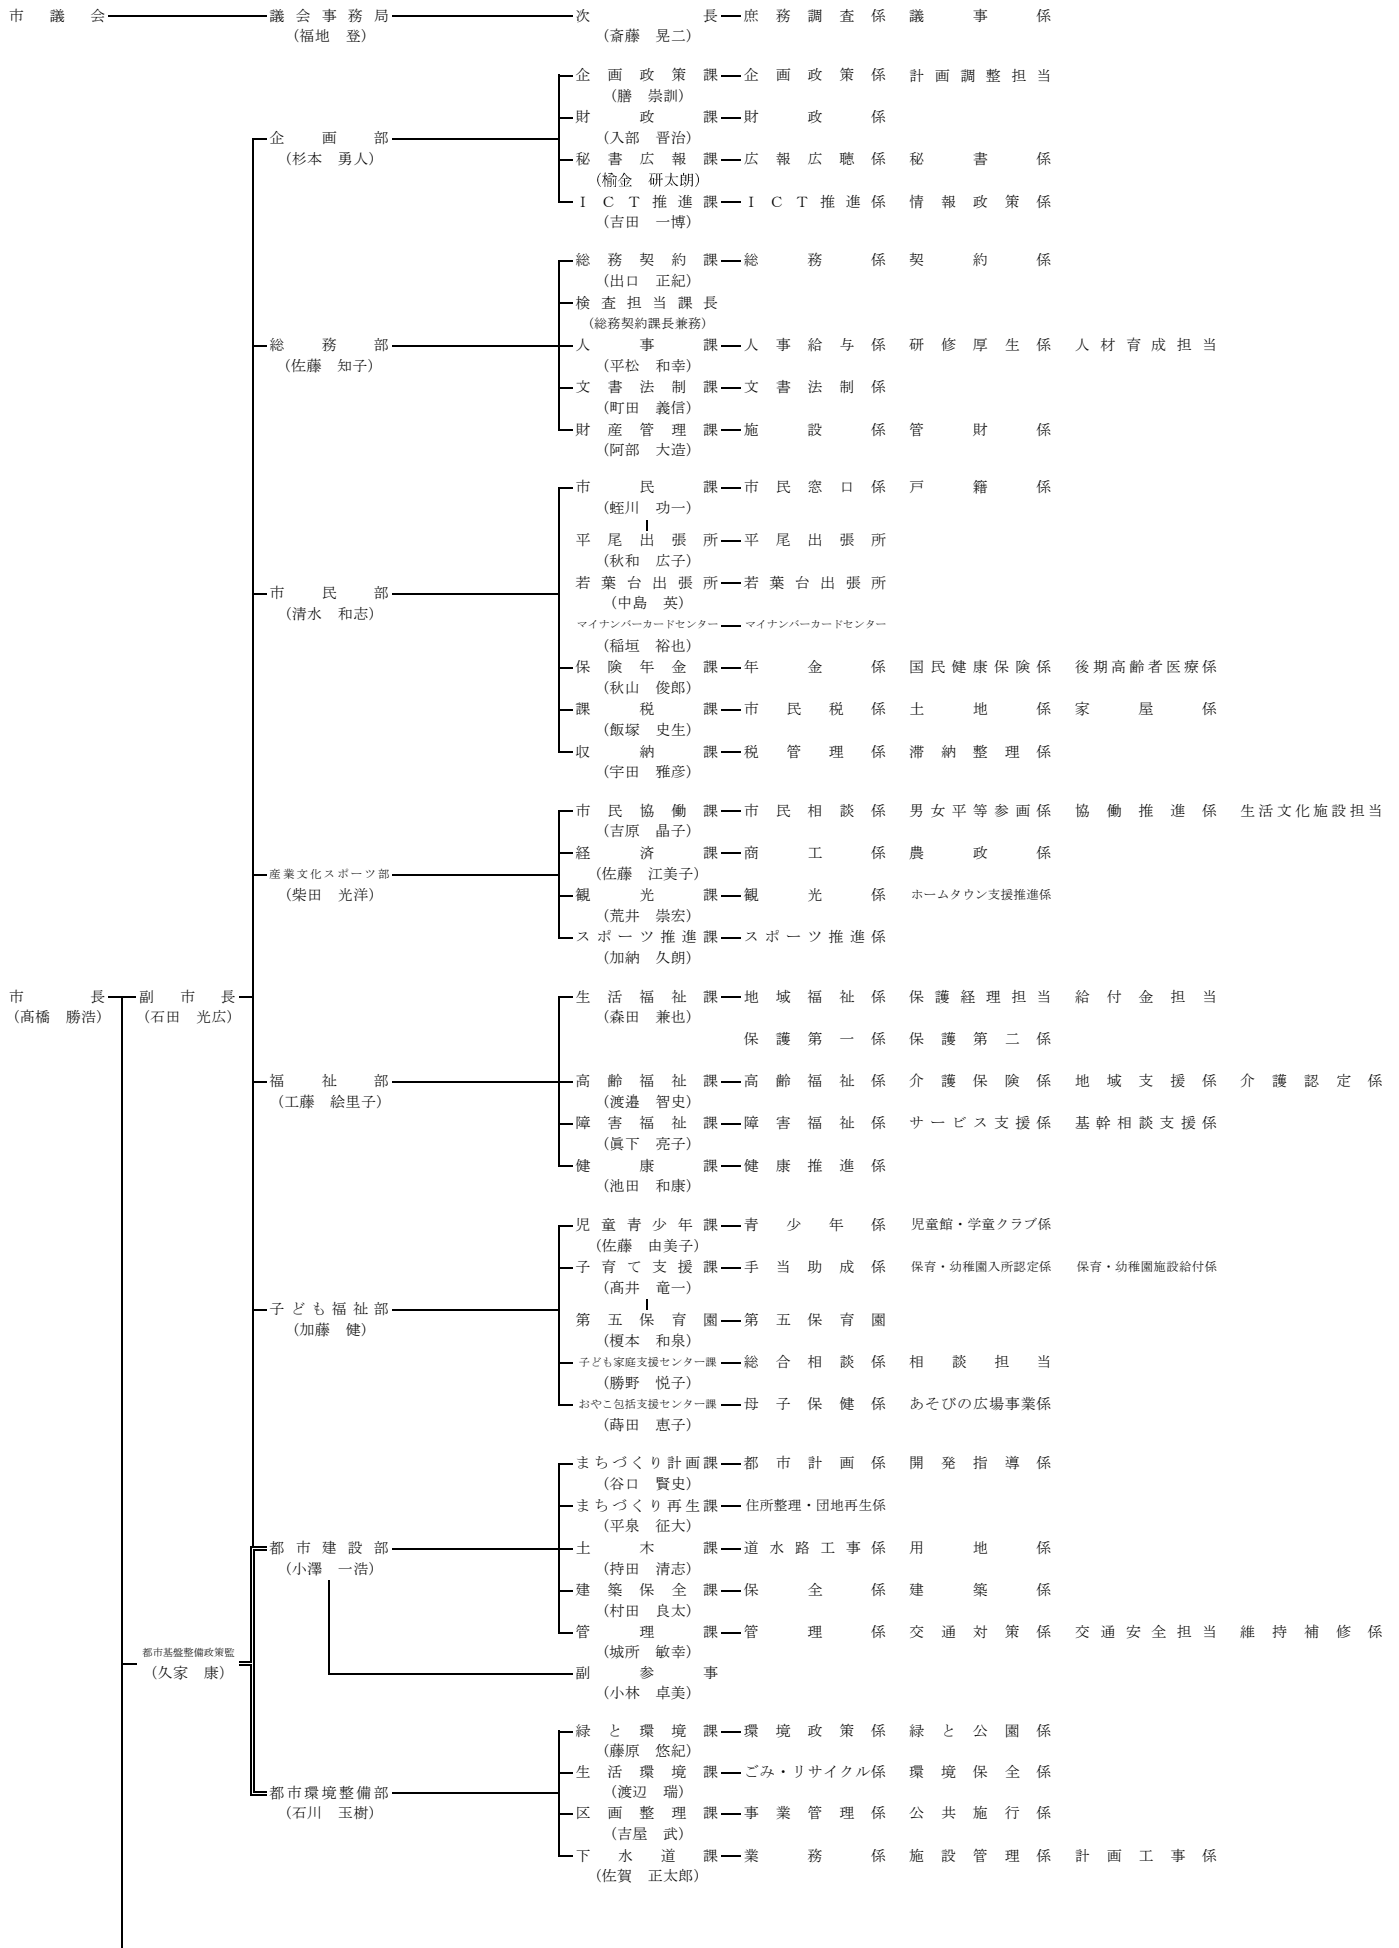 市議会 議会事務局 次長 庶務調査係 議事係
(福地 登) (斎藤 晃二)
企画政策課 企画政策係 計画調整担当
(膳 崇訓)
財政課 財政係
企画部 (入部 晋治)
(杉本 勇人) 秘書広報課 広報広聴係 秘書係
(楡金 研太朗)
ICT推進課 ICT推進係 情報政策係
(吉田 一博)
総務契約課 総務係 契約係
(出口 正紀)
検査担当課長
(総務契約課長兼務)
総務部 人事課 人事給与係 研修厚生係 人材育成担当
(佐藤 知子) (平松 和幸)
文書法制課 文書法制係
(町田 義信)
財産管理課 施設係 管財係
(阿部 大造)
市民課 市民窓口係 戸籍係
(蛭川 功一)
平尾出張所 平尾出張所
(秋和 広子)
若葉台出張所 若葉台出張所
市民部 (中島 英)
(清水 和志) マイナンバーカードセンター マイナンバーカードセンター
(稲垣 裕也)
保険年金課 年金係 国民健康保険係 後期高齢者医療係
(秋山 俊郎)
課税課 市民税係 土地係 家屋係
(飯塚 史生)
収納課 税管理係 滞納整理係
(宇田 雅彦)
市民協働課 市民相談係 男女平等参画係 協働推進係 生活文化施設担当
(吉原 晶子)
経済課 商工係 農政係
産業文化スポーツ部 (佐藤 江美子)
(柴田 光洋) 観光課 観光係 ホームタウン支援推進係
(荒井 崇宏)
スポーツ推進課 スポーツ推進係
(加納 久朗)
市長 副市長 生活福祉課 地域福祉係 保護経理担当 給付金担当
(髙橋 勝浩) (石田 光広) (森田 兼也)
保護第一係 保護第二係
福祉部 高齢福祉課 高齢福祉係 介護保険係 地域支援係 介護認定係
(工藤 絵里子) (渡邉 智史)
障害福祉課 障害福祉係 サービス支援係 基幹相談支援係
(眞下 亮子)
健康課 健康推進係
(池田 和康)
児童青少年課 青少年係 児童館・学童クラブ係
(佐藤 由美子)
子育て支援課 手当助成係 保育・幼稚園入所認定係 保育・幼稚園施設給付係
(髙井 竜一)
子ども福祉部 第五保育園 第五保育園
(加藤 健) (榎本 和泉)
子ども家庭支援センター課 総合相談係 相談担当
(勝野 悦子)
おやこ包括支援センター課 母子保健係 あそびの広場事業係
(蒔田 恵子)
まちづくり計画課 都市計画係 開発指導係
(谷口 賢史)
まちづくり再生課 住所整理・団地再生係
(平泉 征大)
都市建設部 土木課 道水路工事係 用地係
(小澤 一浩) (持田 清志)
建築保全課 保全係 建築係
(村田 良太)
管理課 管理係 交通対策係 交通安全担当 維持補修係
都市基盤整備政策監 (城所 敏幸)
(久家 康) 副参事
(小林 卓美)
緑と環境課 環境政策係 緑と公園係
(藤原 悠紀)
生活環境課 ごみ・リサイクル係 環境保全係
都市環境整備部 (渡辺 瑞)
(石川 玉樹) 区画整理課 事業管理係 公共施行係
(吉屋 武)
下水道課 業務係 施設管理係 計画工事係
(佐賀 正太郎)